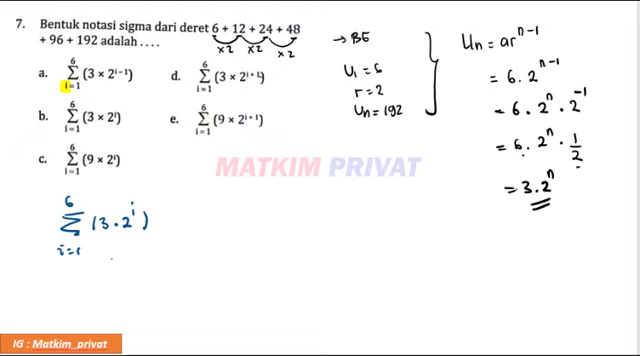 7. Bentuk notasi sigma dari deret 6 + 12 + 24 + 48
+ 96 + 192 adalah . . . .
×2 ×2 ×2
a. 6 ∑ i=1 (3 × 2^{i−1})
b. 6 ∑ i=1 (3 × 2^i)
c. 6 ∑ i=1 (9 × 2^i)
d. 6 ∑ i=1 (3 × 2^{i+1})
e. 6 ∑ i=1 (9 × 2^{i+1})
→ BG
U₁ = 6
r = 2
Un = 192
Un = ar^{n-1}
= 6 . 2^{n-1}
= 6 . 2^n . 2^{-1}
= 6 . 2^n . 1/2
= 3 . 2^n
6 ∑ i=1 (3 . 2^i)
MATKIM PRIVAT
IG : Matkim_privat